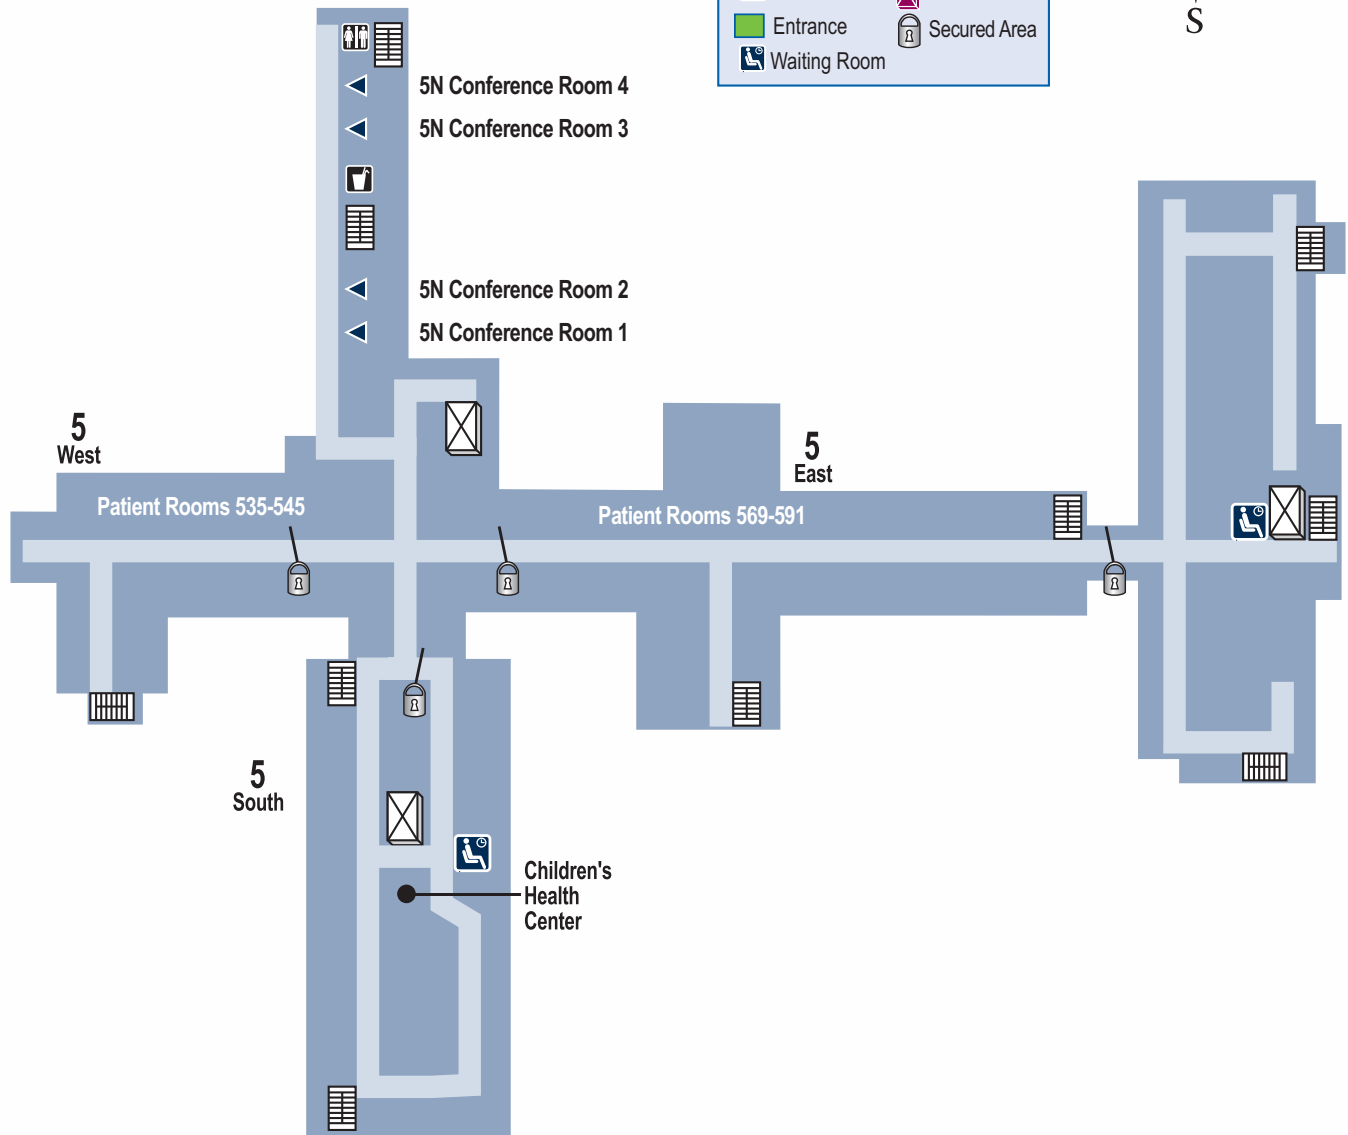 Entrance
Secured Area
Waiting Room
S
5N Conference Room 4
5N Conference Room 3
5N Conference Room 2
5N Conference Room 1
5
West
5
East
Patient Rooms 535-545
Patient Rooms 569-591
5
South
Children's
Health
Center